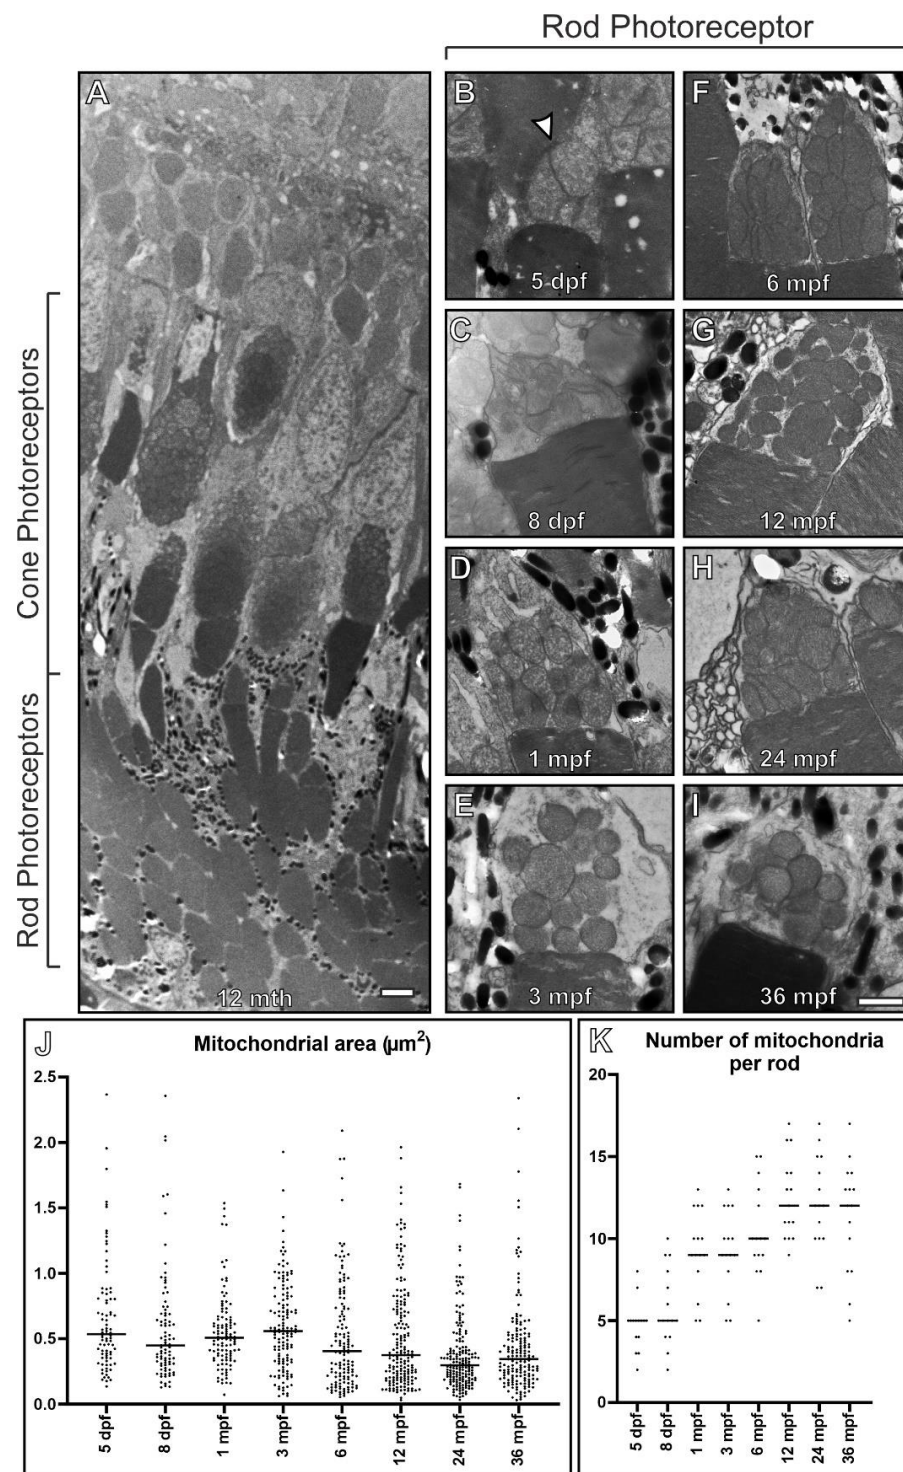 Rod Photoreceptor
A
Cone Photoreceptors
Rod Photoreceptors
12 mth
B
5 dpf
F
6 mpf
C
8 dpf
G
12 mpf
D
1 mpf
H
24 mpf
E
3 mpf
I
36 mpf
J
Mitochondrial area (µm²)
2.5
2.0
1.5
1.0
0.5
0.0
5 dpf
8 dpf
1 mpf
3 mpf
6 mpf
12 mpf
24 mpf
36 mpf
K
Number of mitochondria
per rod
20
15
10
5
0
5 dpf
8 dpf
1 mpf
3 mpf
6 mpf
12 mpf
24 mpf
36 mpf